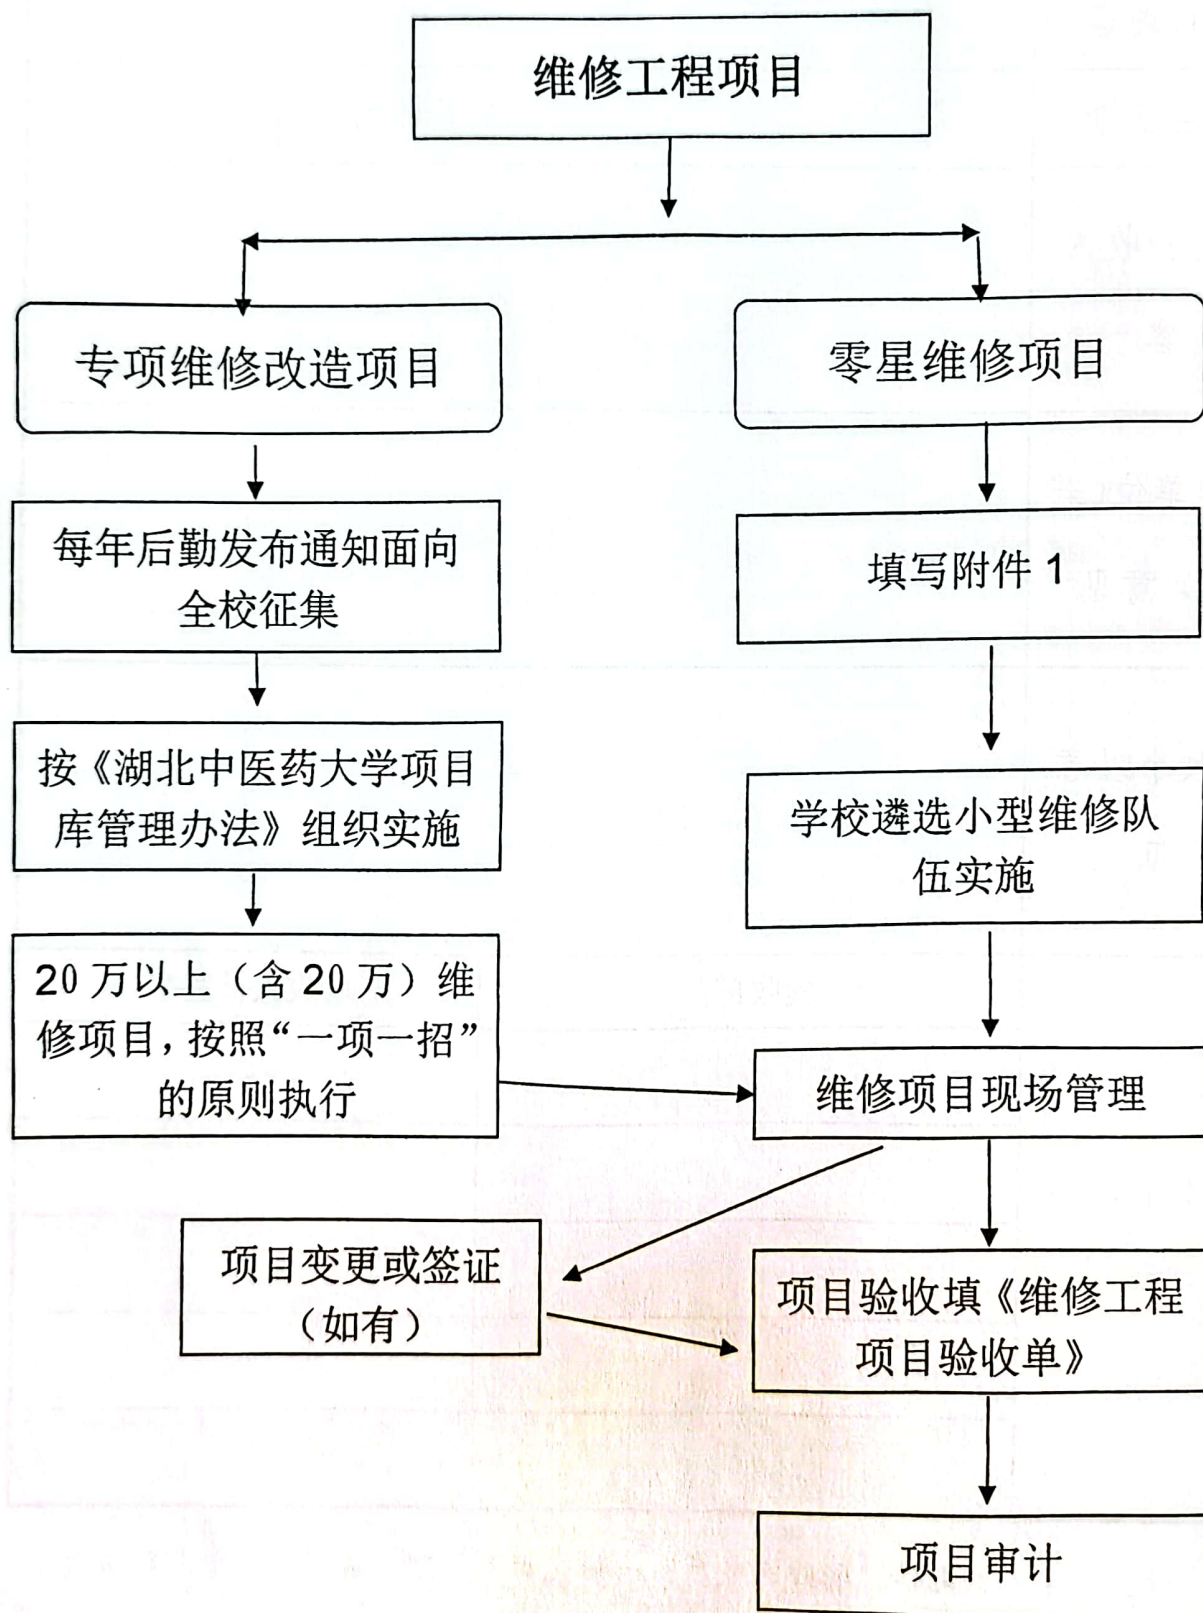 维修工程项目
专项维修改造项目
零星维修项目
每年后勤发布通知面向
全校征集
填写附件 1
按《湖北中医药大学项目
库管理办法》组织实施
学校遴选小型维修队
伍实施
20 万以上（含 20 万）维
修项目，按照“一项一招”
的原则执行
维修项目现场管理
项目变更或签证
（如有）
项目验收填《维修工程
项目验收单》
项目审计